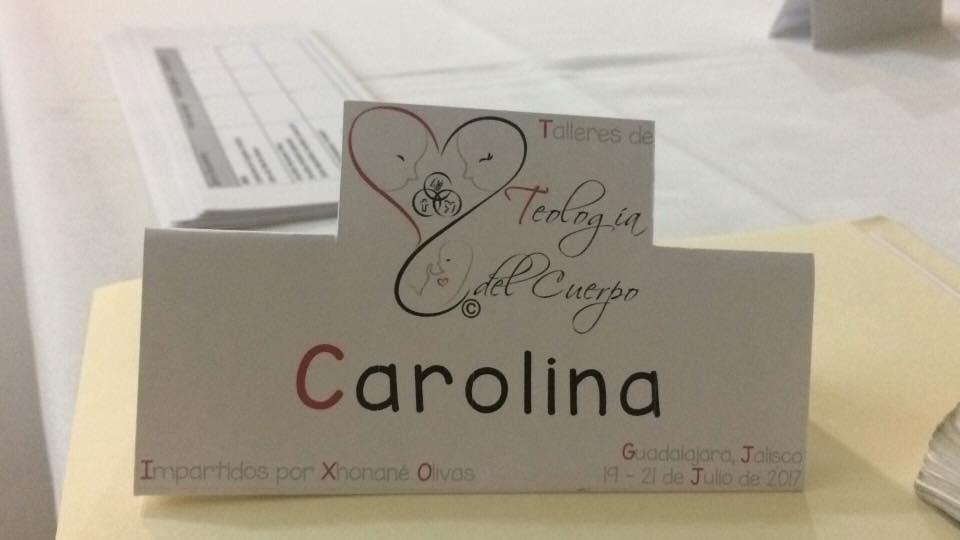 Talleres de
Teología
del Cuerpo
©
Carolina
Impartidos por Xhonané Olivas
Guadalajara, Jalisco
19 - 21 de Julio de 2017